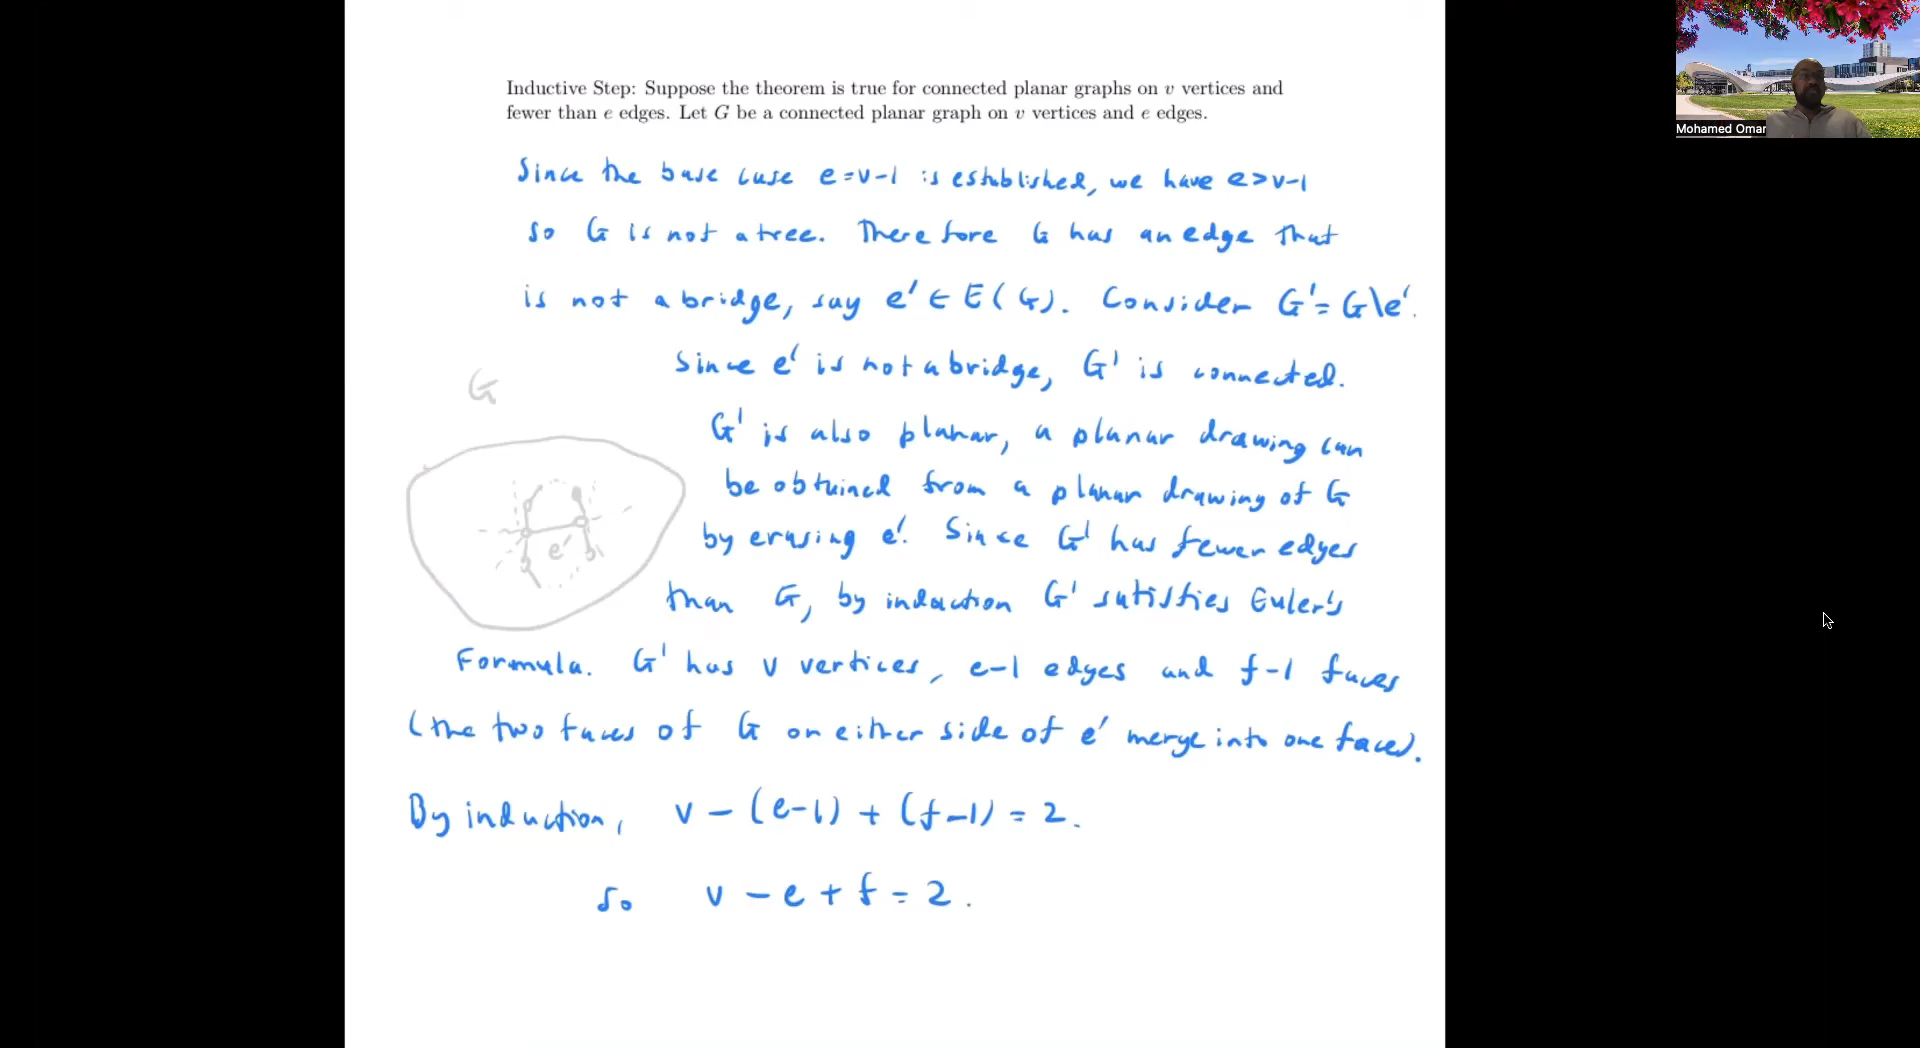 Inductive Step: Suppose the theorem is true for connected planar graphs on v vertices and
fewer than e edges. Let G be a connected planar graph on v vertices and e edges.
Since the base case e=v-1 is established, we have e>v-1
so G is not a tree. Therefore G has an edge that
is not a bridge, say e' ∈ E(G). Consider G'=G\e'.
Since e' is not a bridge, G' is connected.
G' is also planar, a planar drawing can
be obtained from a planar drawing of G
by erasing e'. Since G' has fewer edges
than G, by induction G' satisfies Euler's
Formula. G' has v vertices, e-1 edges and f-1 faces
(the two faces of G on either side of e' merge into one face).
By induction, v - (e-1) + (f-1) = 2.
So v - e + f = 2.
G
e'
Mohamed Omar